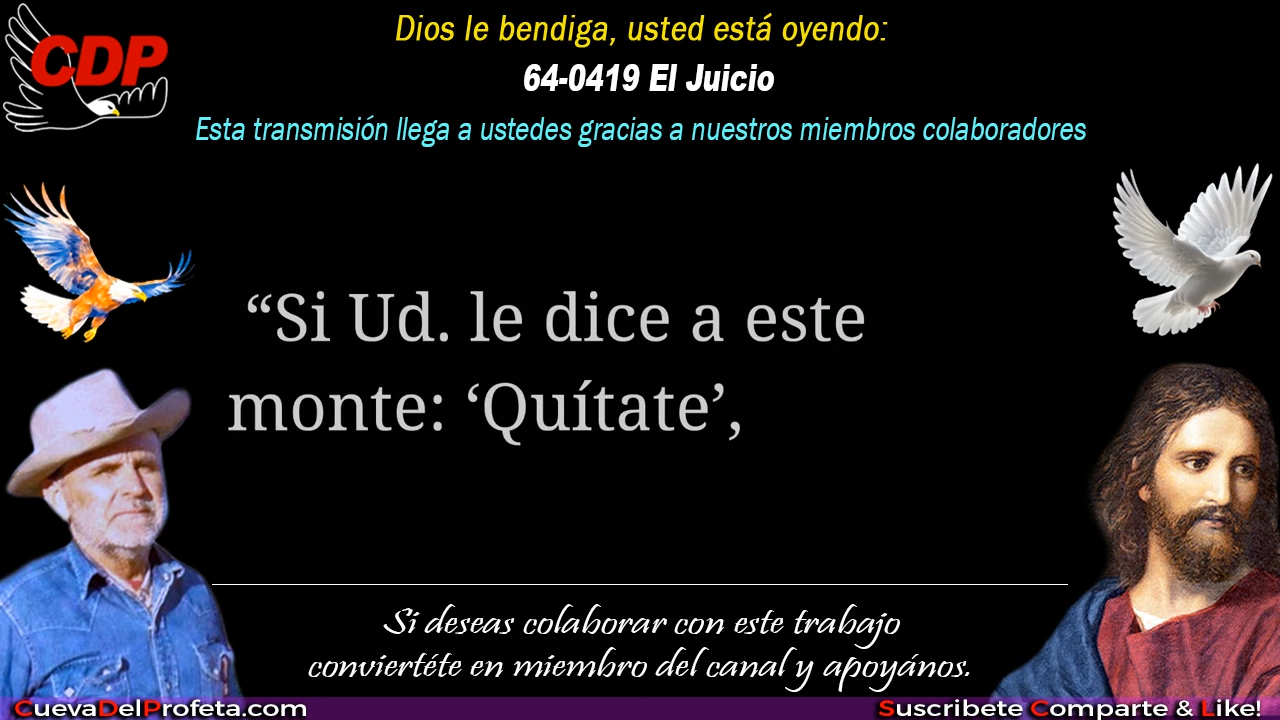 CDP
Dios le bendiga, usted está oyendo:
64-0419 El Juicio
Esta transmisión llega a ustedes gracias a nuestros miembros colaboradores
“Si Ud. le dice a este
monte: ‘Quítate’,
Si deseas colaborar con este trabajo
conviertéte en miembro del canal y apoyános.
CuevaDelProfeta.com
Suscribete Comparte & Like!